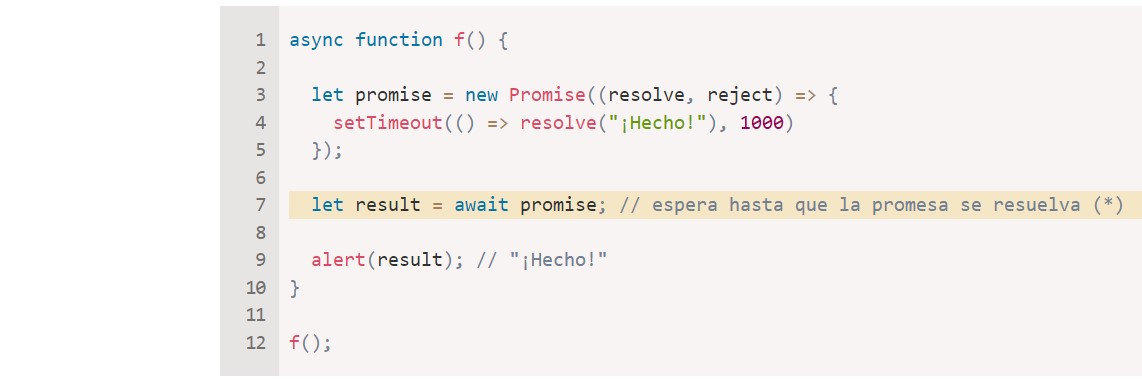 1 async function f() {
2
3   let promise = new Promise((resolve, reject) => {
4     setTimeout(() => resolve("¡Hecho!"), 1000)
5   });
6
7   let result = await promise; // espera hasta que la promesa se resuelva (*)
8
9   alert(result); // "¡Hecho!"
10 }
11
12 f();